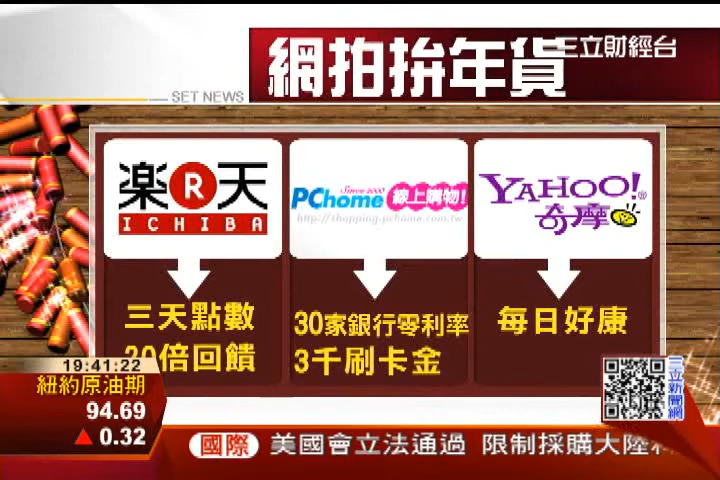 網拍拚年貨
三立財經台
SET NEWS
楽R天
ICHIBA
Since 2000
PChome 線上購物!
http://shopping.pchome.com.tw
YAHOO!®
奇摩
三天點數
20倍回饋
30家銀行零利率
3千刷卡金
每日好康
19:41:22
紐約原油期
94.69
▲0.32
國際 美國會立法通過 限制採購大陸
三立新聞網